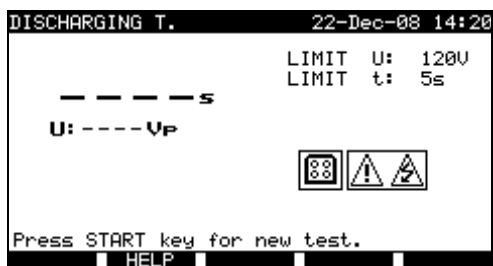 DISCHARGING T. 22-Dec-08 14:20
LIMIT U: 120V
LIMIT t: 5s
----s
U:----Vp
Press START key for new test.
HELP